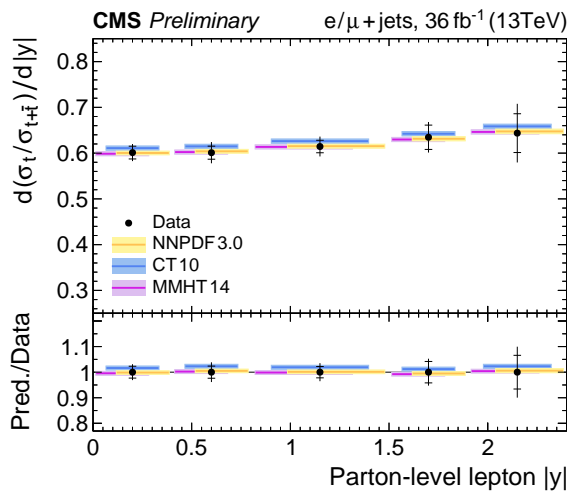 CMS Preliminary
e/μ+jets, 36 fb⁻¹ (13TeV)
d(σₜ/σₜ₊t̄)/d|y|
0.8
0.7
0.6
0.5
0.4
0.3
Data
NNPDF3.0
CT10
MMHT14
Pred./Data
1.1
1
0.9
0.8
0 0.5 1 1.5 2
Parton-level lepton |y|